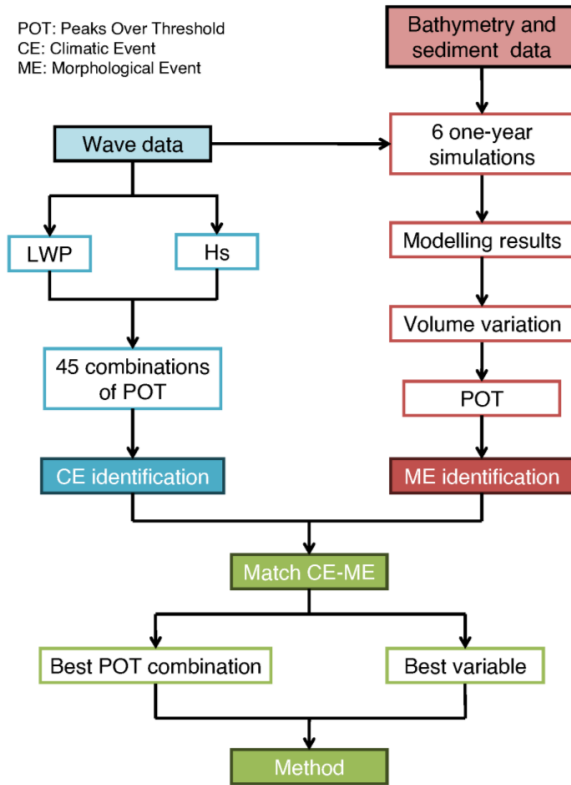 POT: Peaks Over Threshold
CE: Climatic Event
ME: Morphological Event
Bathymetry and
sediment data
Wave data
6 one-year
simulations
LWP
Hs
Modelling results
Volume variation
45 combinations
of POT
POT
CE identification
ME identification
Match CE-ME
Best POT combination
Best variable
Method